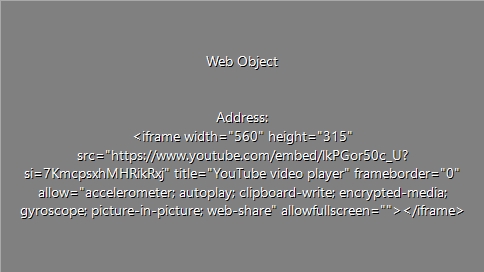 Web Object
Address:
<iframe width="560" height="315"
src="https://www.youtube.com/embed/lkPGor50c_U?
si=7KmcpsxhMHRikRxj" title="YouTube video player" frameborder="0"
allow="accelerometer; autoplay; clipboard-write; encrypted-media;
gyroscope; picture-in-picture; web-share" allowfullscreen=""></iframe>